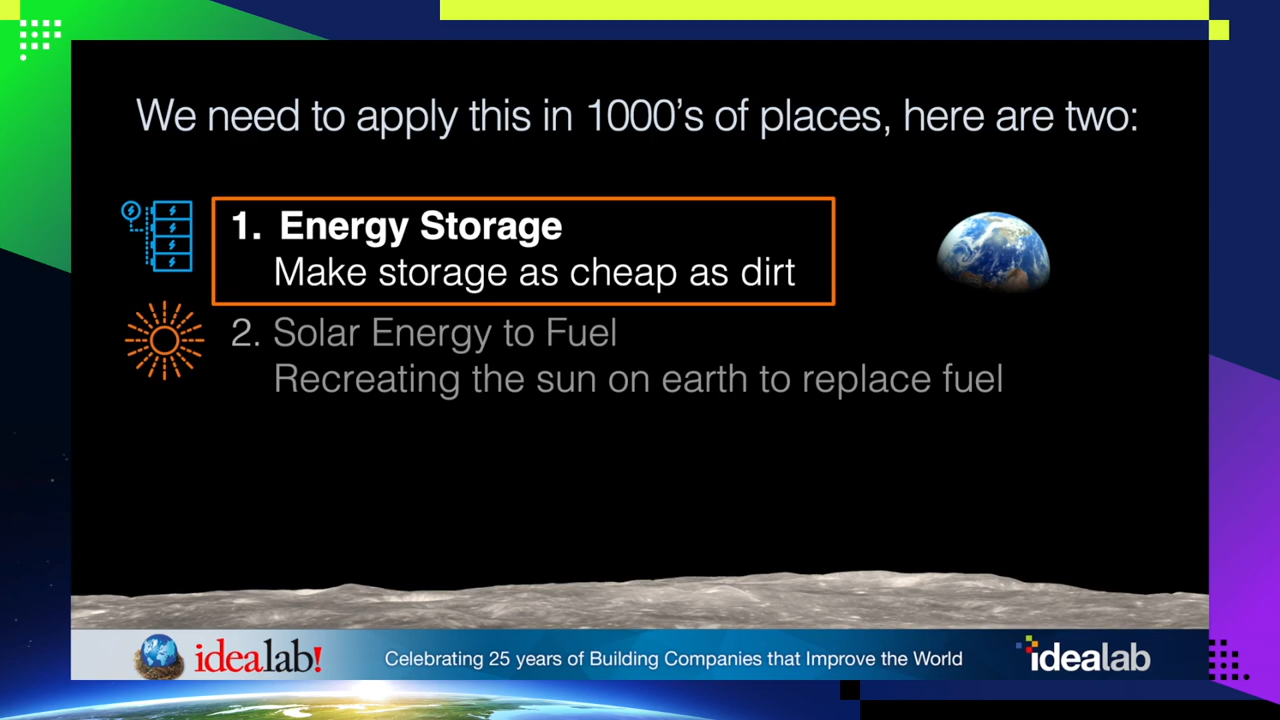 We need to apply this in 1000's of places, here are two:
1. Energy Storage
Make storage as cheap as dirt
2. Solar Energy to Fuel
Recreating the sun on earth to replace fuel
idealab!
Celebrating 25 years of Building Companies that Improve the World
idealab